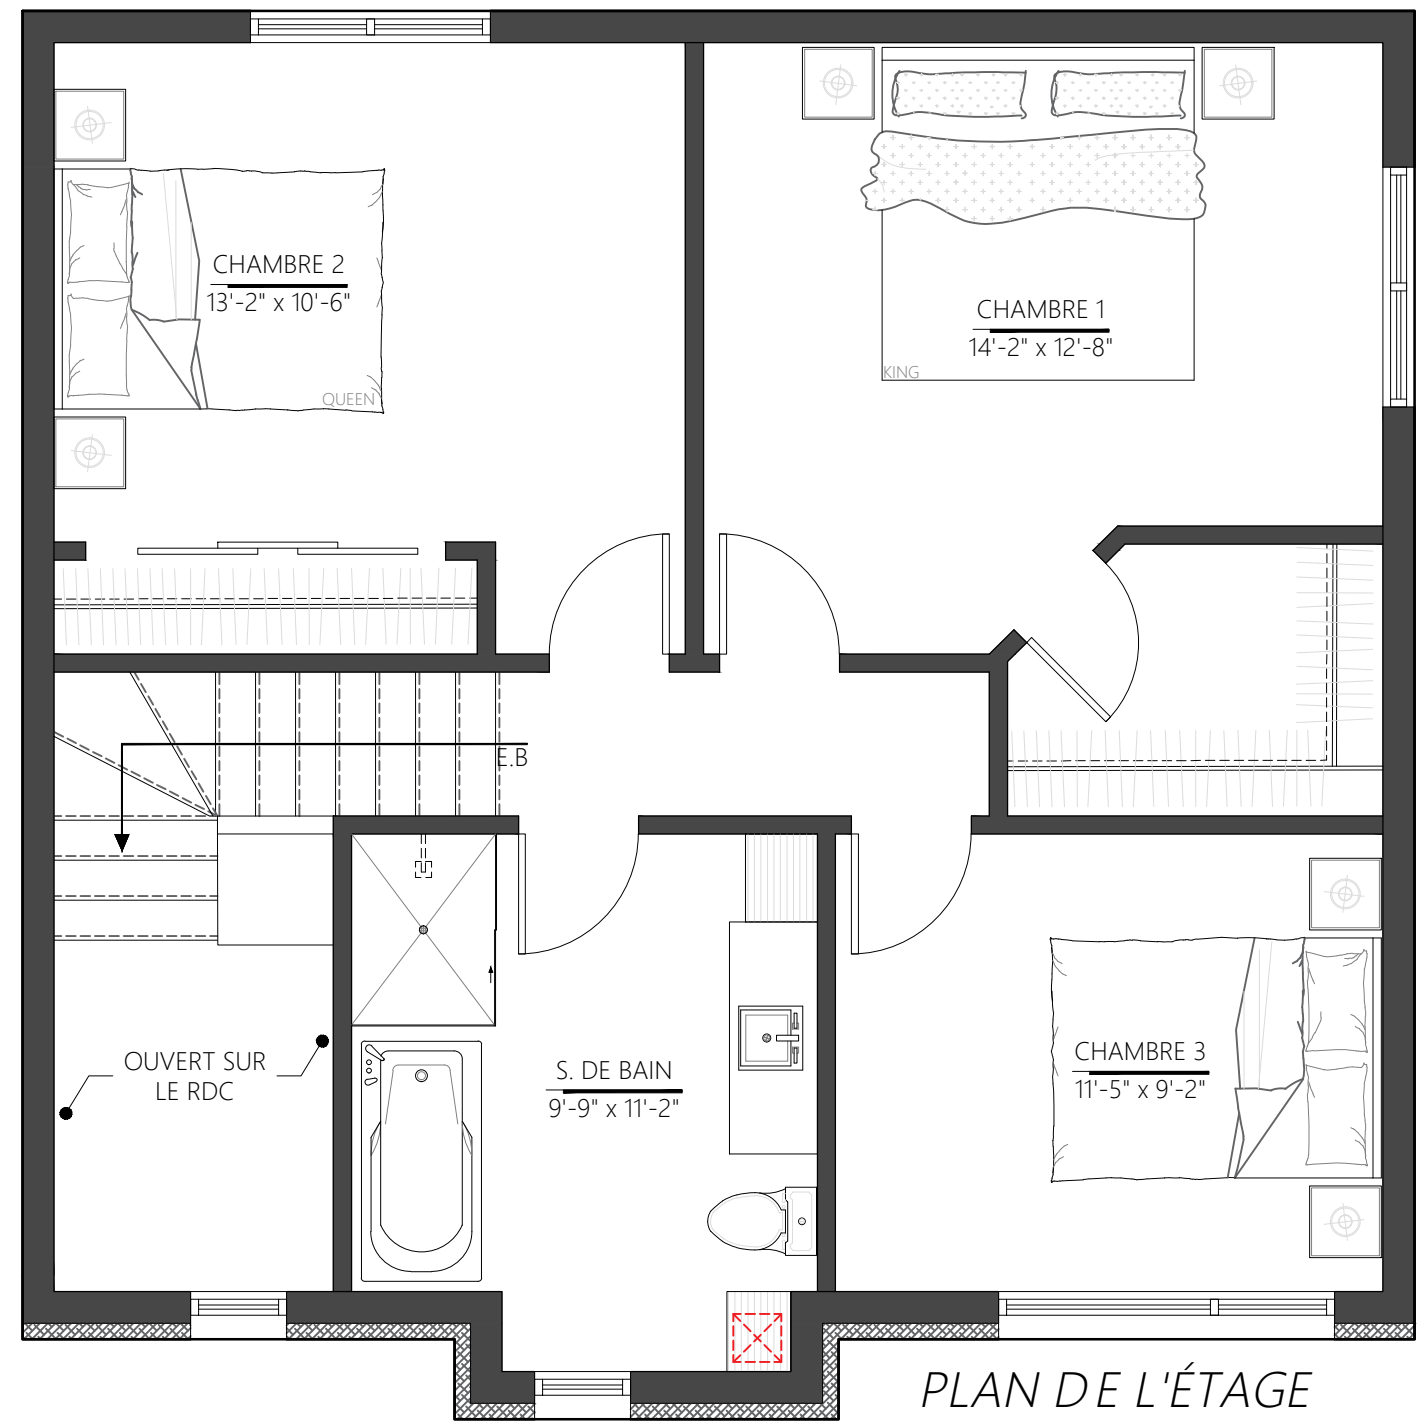 CHAMBRE 2
13'-2" x 10'-6"
QUEEN
CHAMBRE 1
14'-2" x 12'-8"
KING
E.B
OUVERT SUR
LE RDC
S. DE BAIN
9'-9" x 11'-2"
CHAMBRE 3
11'-5" x 9'-2"
PLAN DE L'ÉTAGE